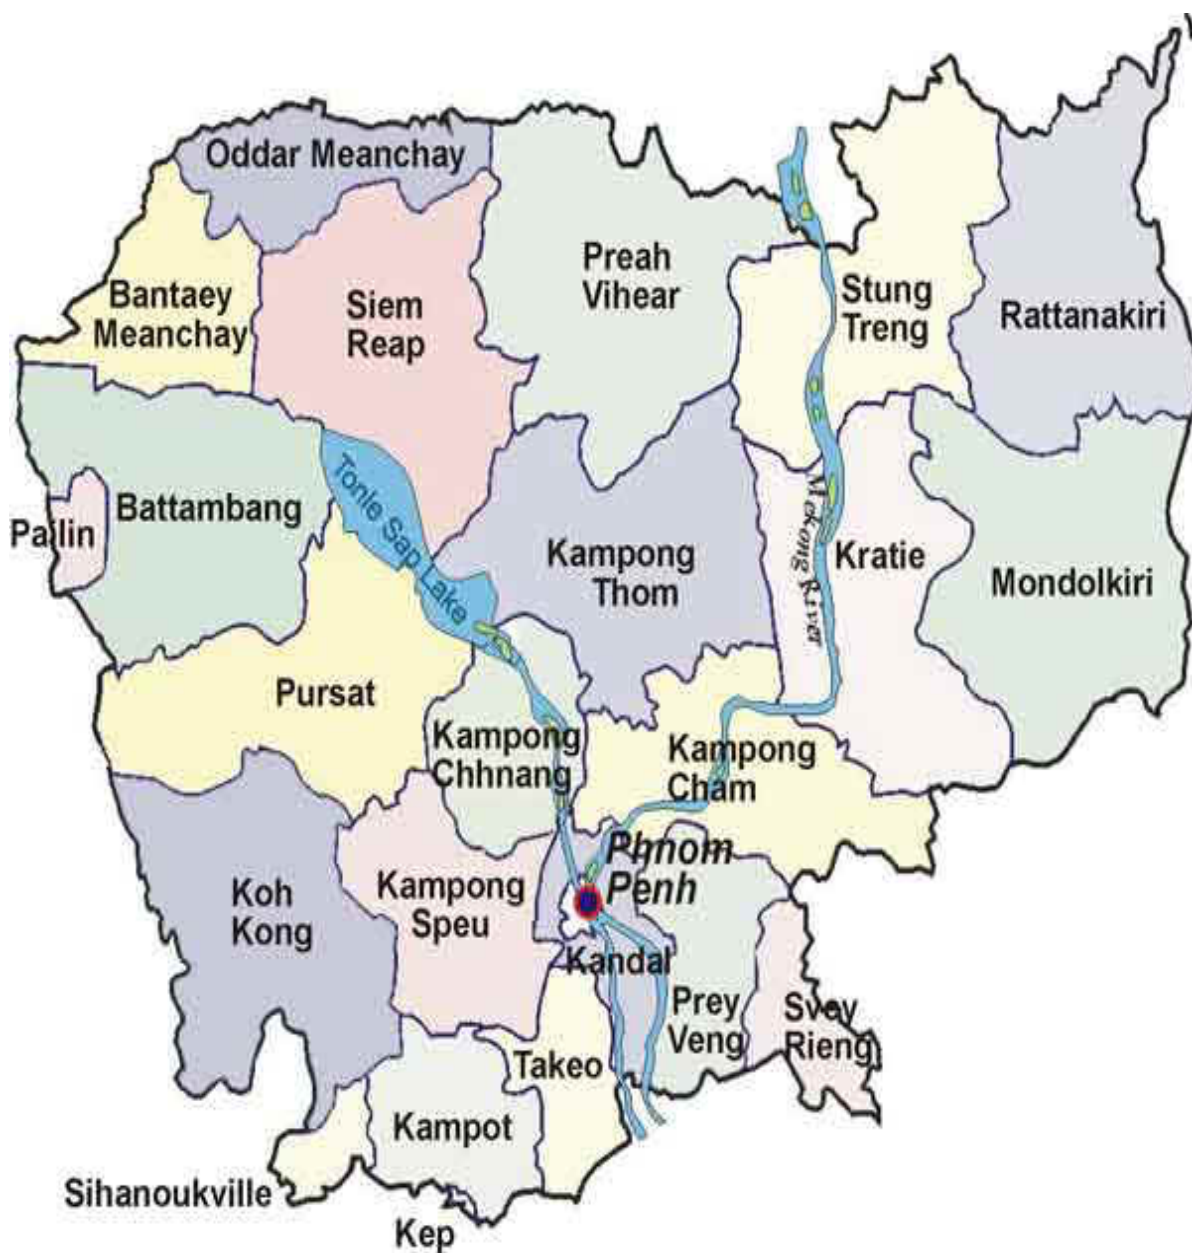 Oddar Meanchay
Preah
Vihear
Bantaey
Meanchay
Siem
Reap
Stung
Treng
Rattanakiri
Battambang
Pailin
Tonle Sap Lake
Kampong
Thom
Mekong River
Kratie
Mondolkiri
Pursat
Kampong
Chhnang
Kampong
Cham
Phnom
Penh
Koh
Kong
Kampong
Speu
Kandal
Prey
Veng
Svey
Rieng
Takeo
Kampot
Sihanoukville
Kep